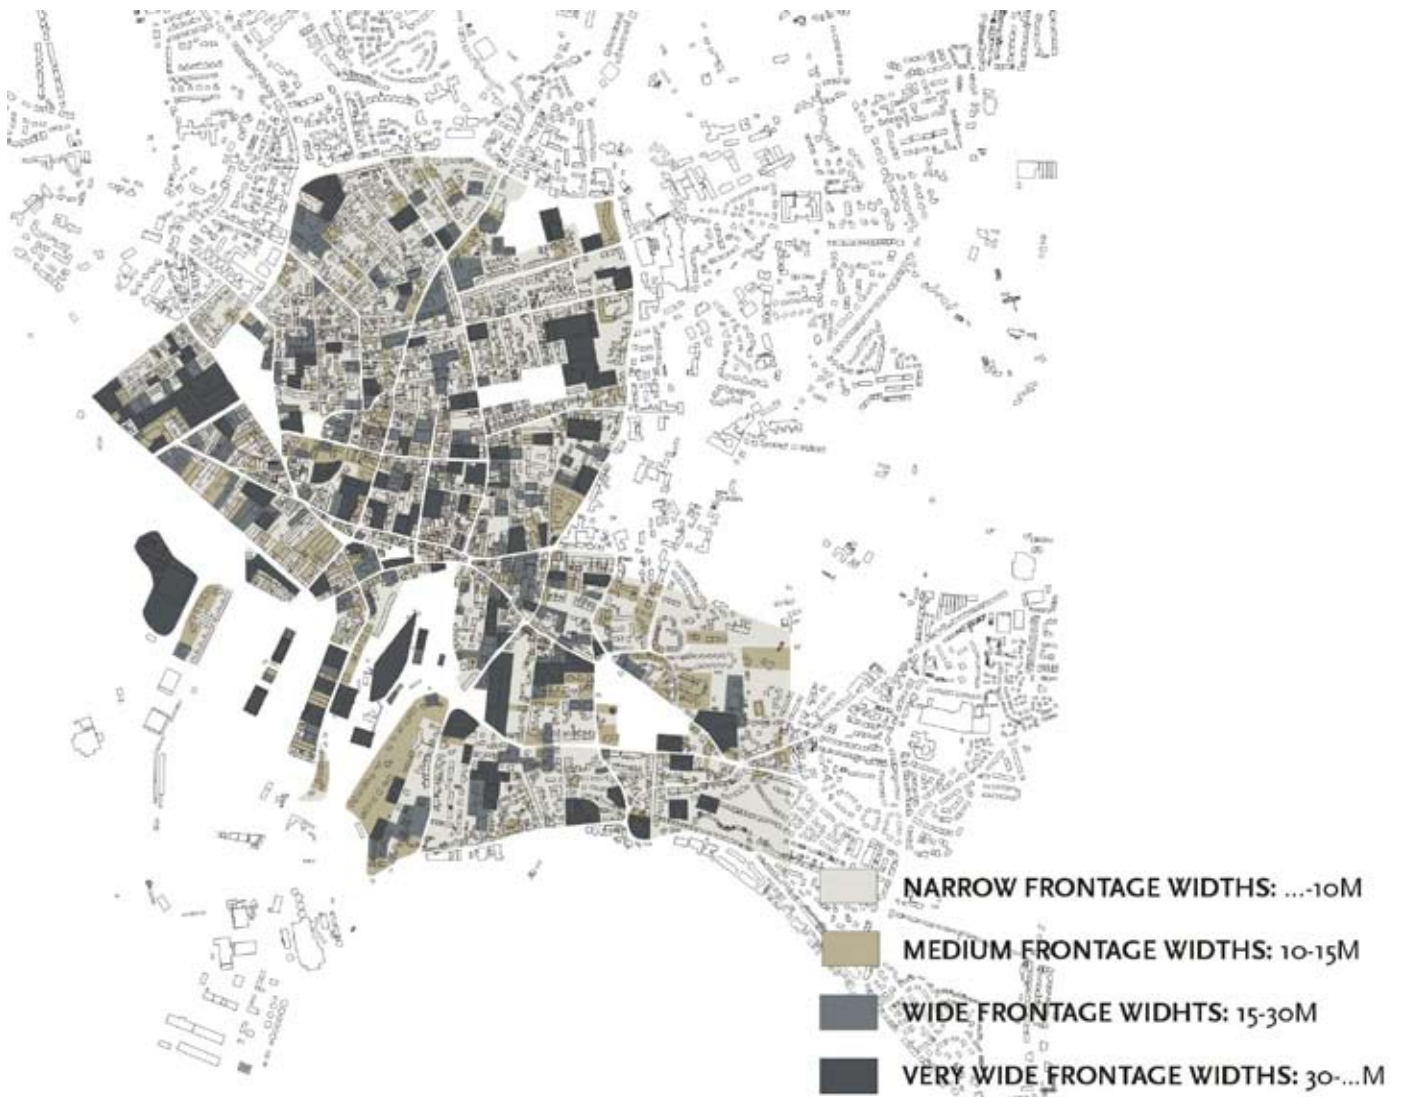 NARROW FRONTAGE WIDTHS: ...-10M
MEDIUM FRONTAGE WIDTHS: 10-15M
WIDE FRONTAGE WIDHTS: 15-30M
VERY WIDE FRONTAGE WIDTHS: 30-...M